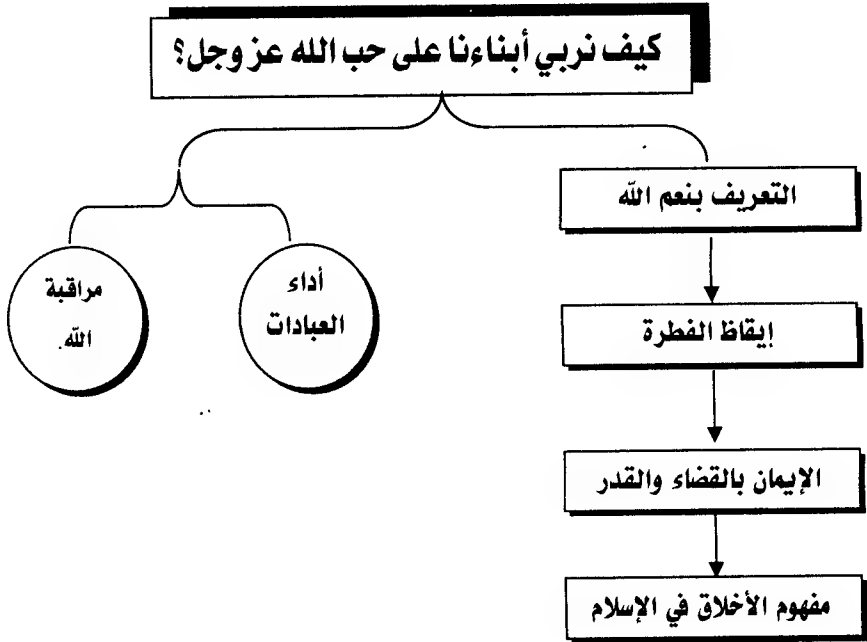 كيف نربي أبناءنا على حب الله عز وجل؟
التعريف بنعم الله
إيقاظ الفطرة
الإيمان بالقضاء والقدر
مفهوم الأخلاق في الإسلام
أداء
العبادات
مراقبة
الله.